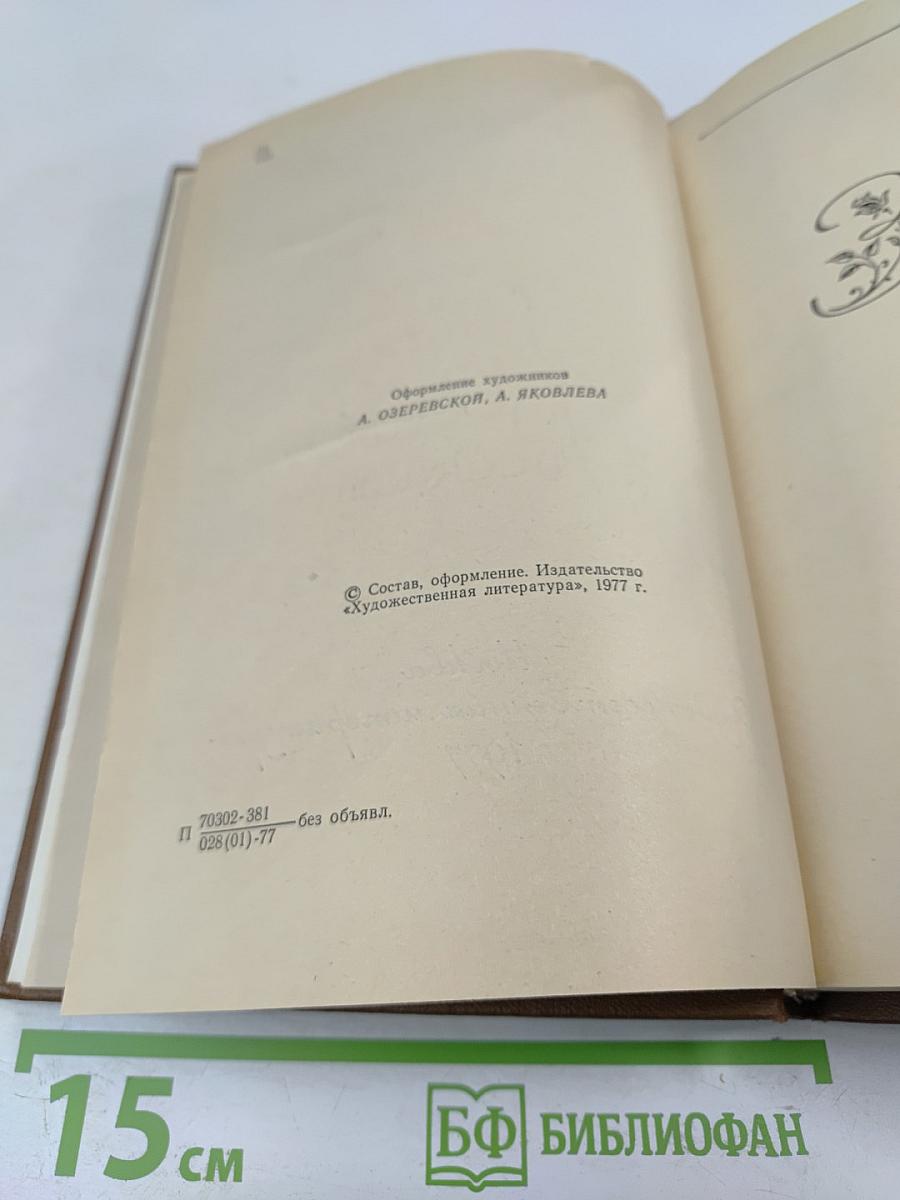 Оформление художников
А. ОЗЕРЕВСКОЙ, А. ЯКОВЛЕВА
© Состав, оформление. Издательство
«Художественная литература», 1977 г.
П 70302-381
028(01)-77
—без объявл.
15 см
БФ БИБЛИОФАН